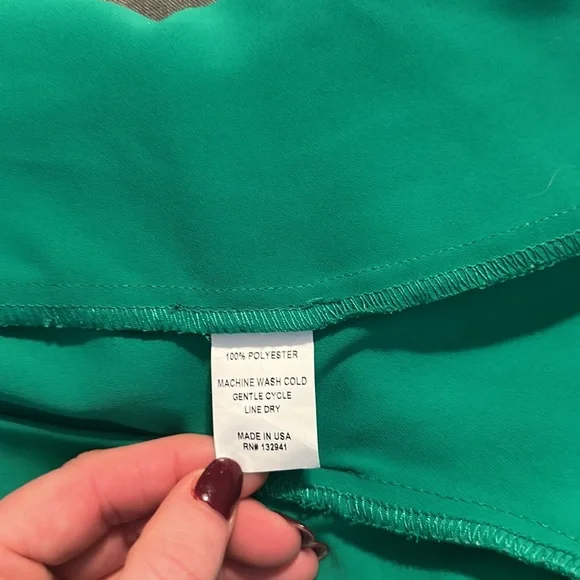 100% POLYESTER
MACHINE WASH COLD
GENTLE CYCLE
LINE DRY
MADE IN USA
RN# 132941